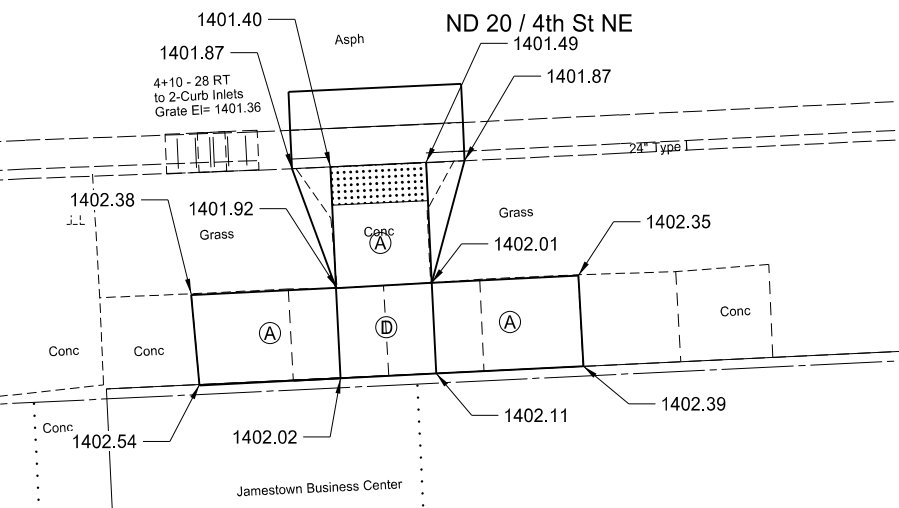 1401.40
Asph
ND 20 / 4th St NE
1401.49
1401.87
1401.87
4+10 - 28 RT
to 2-Curb Inlets
Grate El= 1401.36
24" Type I
1402.38
1401.92
Grass
Conc
A
Grass
1402.01
1402.35
A
D
A
Conc
Conc
Conc
Conc
1402.54
1402.02
1402.11
1402.39
Jamestown Business Center